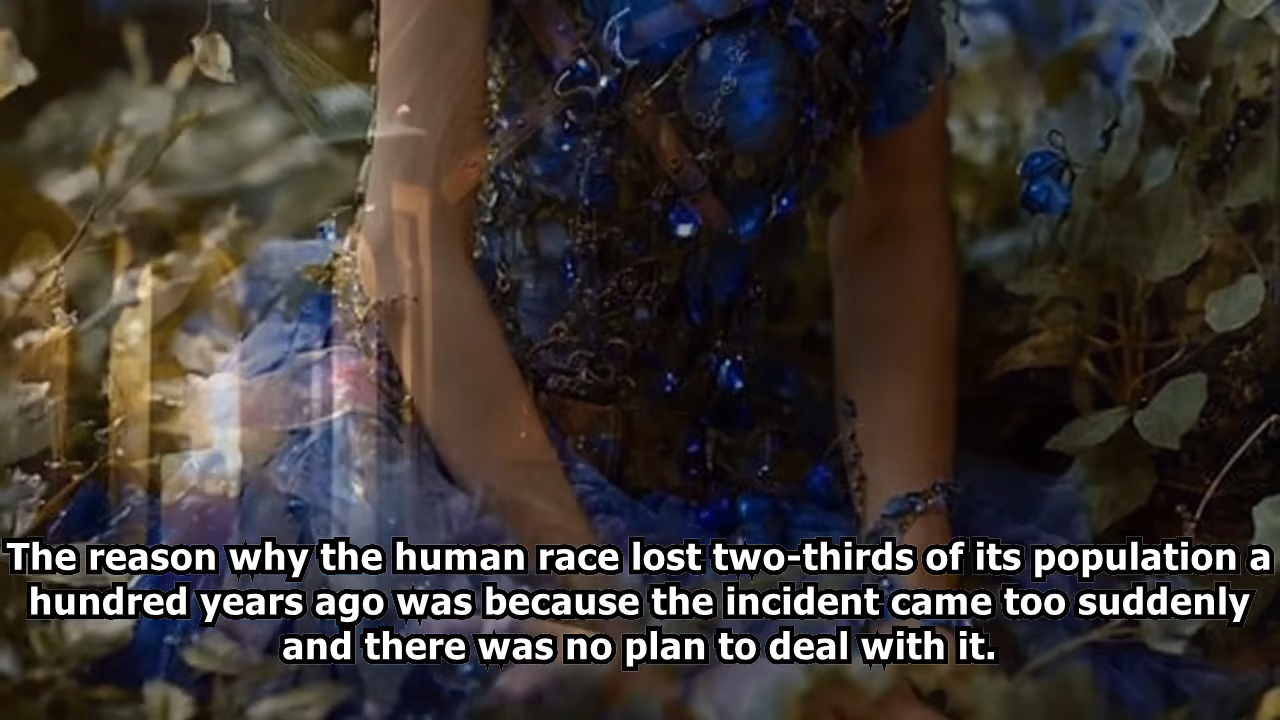 The reason why the human race lost two-thirds of its population a
hundred years ago was because the incident came too suddenly
and there was no plan to deal with it.